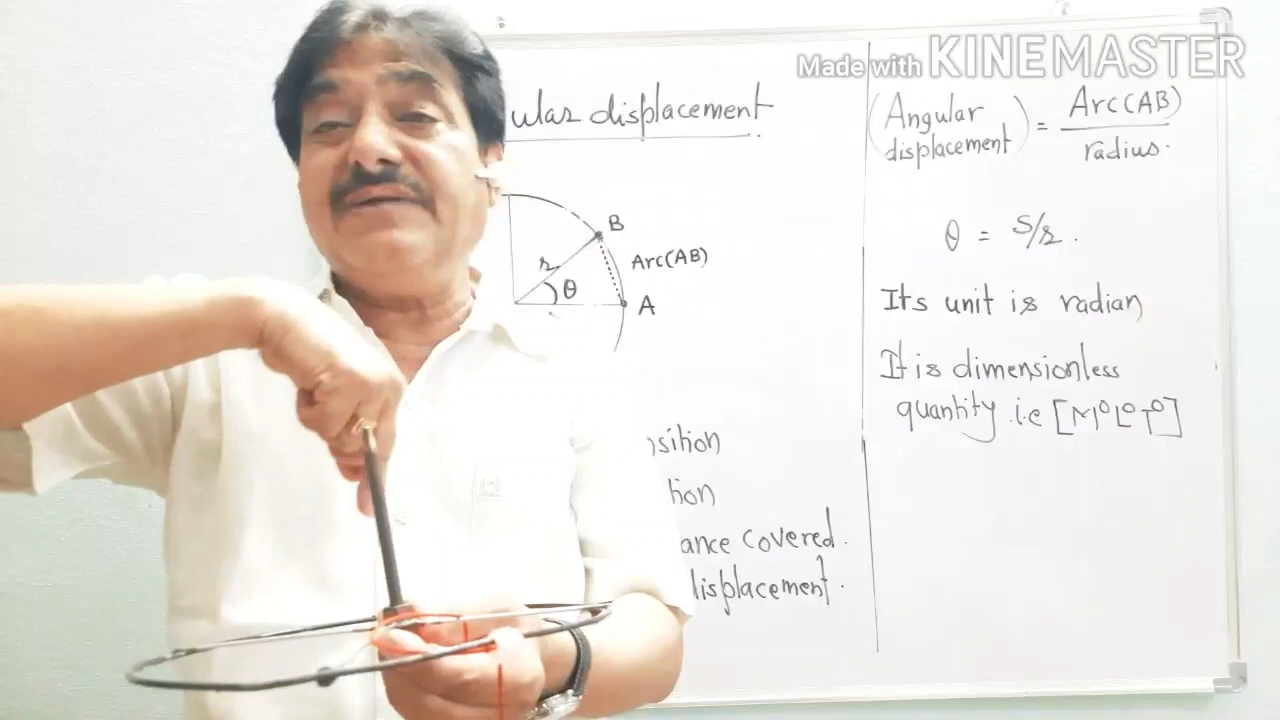 Made with KINEMASTER
ular displacement
B
r
θ
Arc(AB)
A
sition
tion
ance covered.
displacement.
(Angular displacement) = Arc(AB) / radius.
θ = s/r.
Its unit is radian
It is dimensionless
quantity i.e [M⁰L⁰T⁰]